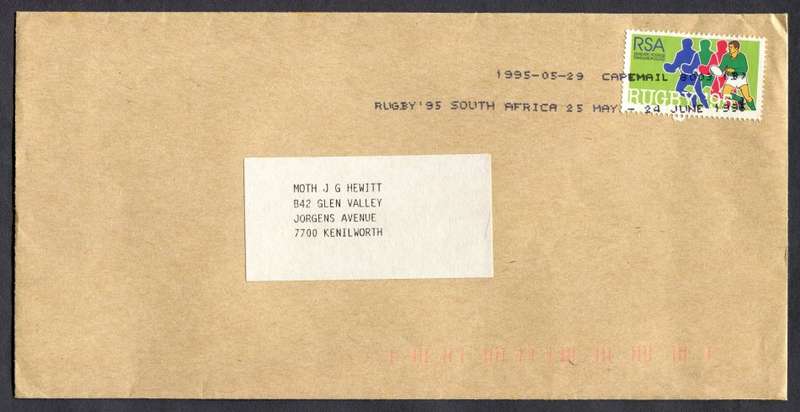 RSA
RUGBY '95
1995-05-29 CAPEMAIL
RUGBY'95 SOUTH AFRICA 25 MAY - 24 JUNE 1995
MOTH J G HEWITT
B42 GLEN VALLEY
JORGENS AVENUE
7700 KENILWORTH